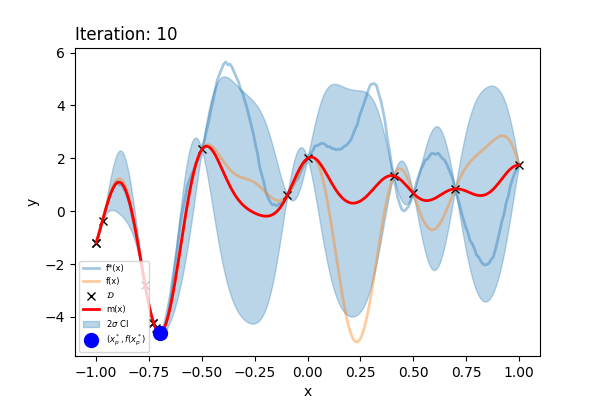 Iteration: 10
6
4
2
0
−2
−4
y
f*(x)
f(x)
𝒟
m(x)
2σ CI
(x*ₚ, f(x*ₚ))
−1.00 −0.75 −0.50 −0.25 0.00 0.25 0.50 0.75 1.00
x